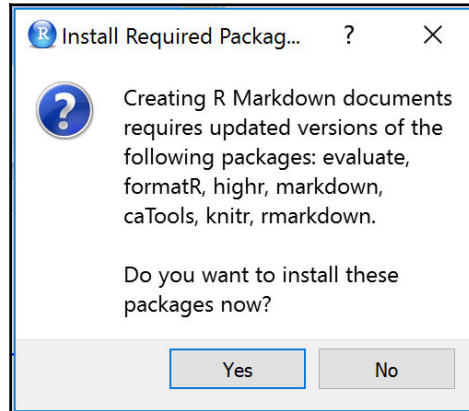 R Install Required Packag... ? X
Creating R Markdown documents
requires updated versions of the
following packages: evaluate,
formatR, highr, markdown,
caTools, knitr, rmarkdown.
Do you want to install these
packages now?
Yes No